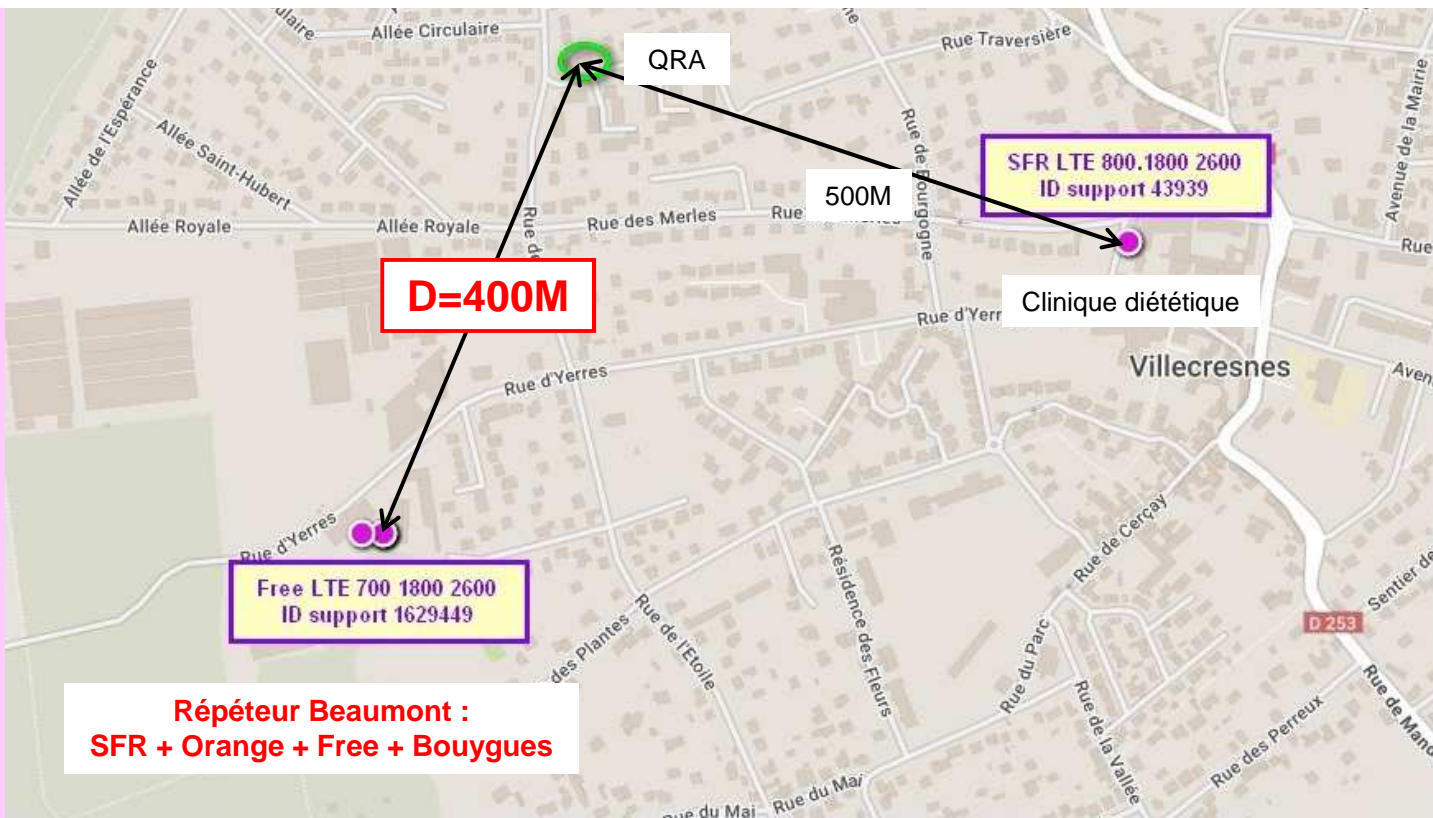 Allée Circulaire
QRA
Rue Traversière
Allée de l'Espérance
Allée Saint-Hubert
Rue de Bourgogne
Avenue de la Mairie
SFR LTE 800.1800 2600
ID support 43939
500M
Allée Royale
Allée Royale
Rue des Merles
Rue
Rue
Rue de
D=400M
Clinique diététique
Rue d'Yerr
Villecresnes
Aven
Rue d'Yerres
Rue d'Yerres
Free LTE 700 1800 2600
ID support 1629449
Rue de Cerçay
Résidence des Fleurs
Sentier de
D 253
des Plantes
Rue de l'Etoile
Rue du Parc
Rue de la Vallée
Rue des Perreux
Rue de Mand
Répéteur Beaumont :
SFR + Orange + Free + Bouygues
Rue du Mai
Rue du Mai